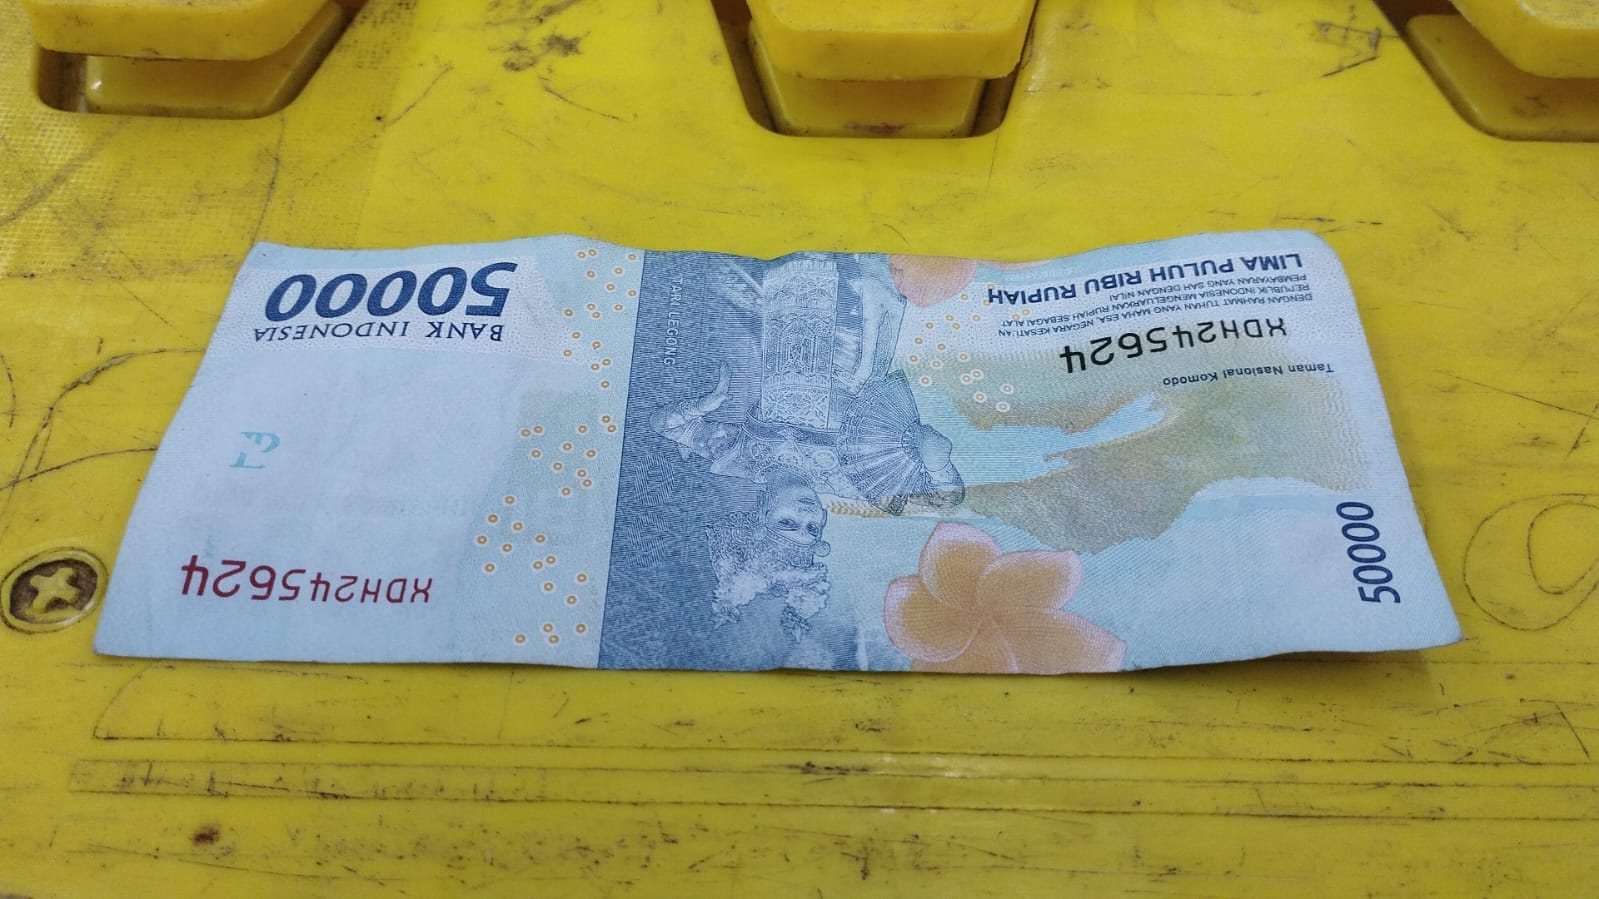 50000
BANK INDONESIA
XDH245624
TARI LEGONG
LIMA PULUH RIBU RUPIAH
DENGAN RAHMAT TUHAN YANG MAHA ESA, NEGARA KESATUAN
REPUBLIK INDONESIA MENGELUARKAN RUPIAH SEBAGAI ALAT
PEMBAYARAN YANG SAH DENGAN NILAI
XDH245624
Taman Nasional Komodo
50000